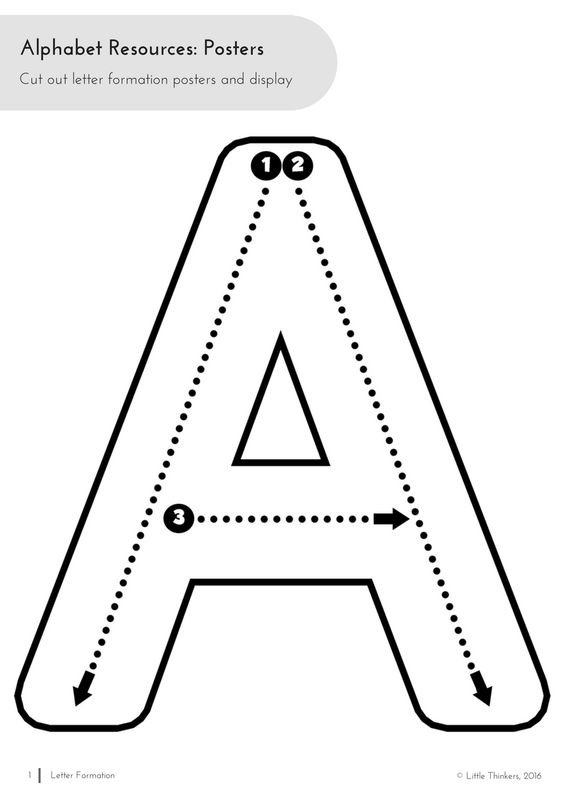 Alphabet Resources: Posters
Cut out letter formation posters and display
1 2
3
1 | Letter Formation
© Little Thinkers, 2016